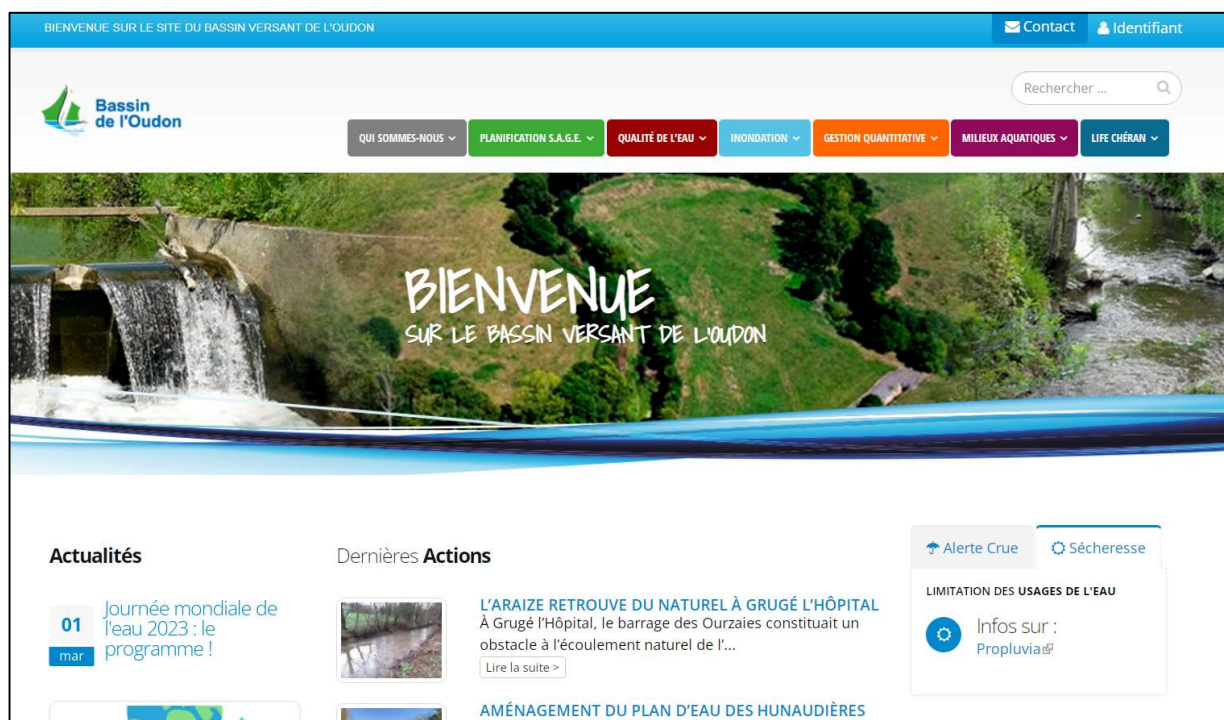 BIENVENUE SUR LE SITE DU BASSIN VERSANT DE L'OUDON
Contact
Identifiant
Bassin
de l'Oudon
Rechercher ...
QUI SOMMES-NOUS
PLANIFICATION S.A.G.E.
QUALITÉ DE L'EAU
INONDATION
GESTION QUANTITATIVE
MILIEUX AQUATIQUES
LIFE CHÉRAN
BIENVENUE
SUR LE BASSIN VERSANT DE L'OUDON
Actualités
01
mar
Journée mondiale de
l'eau 2023 : le
programme !
Dernières Actions
L'ARAIZE RETROUVE DU NATUREL À GRUGÉ L'HÔPITAL
À Grugé l'Hôpital, le barrage des Ourzaies constituait un
obstacle à l'écoulement naturel de l'...
Lire la suite >
AMÉNAGEMENT DU PLAN D'EAU DES HUNAUDIÈRES
Alerte Crue
Sécheresse
LIMITATION DES USAGES DE L'EAU
Infos sur :
Propluvia